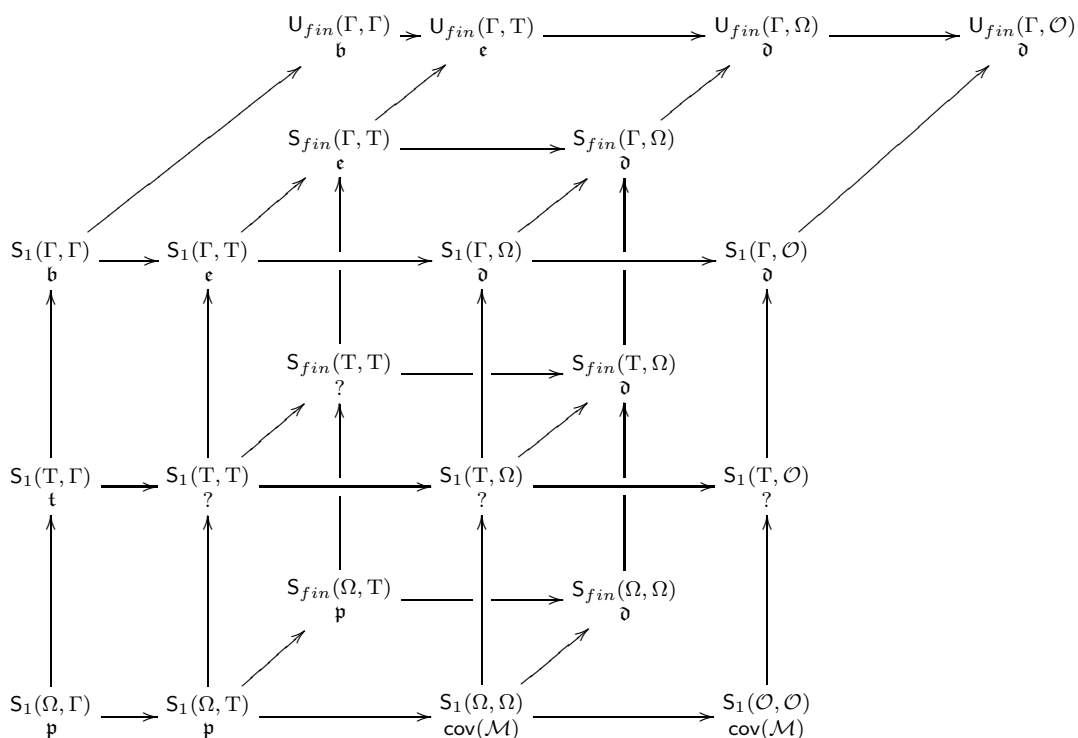 U_fin(Γ, Γ) U_fin(Γ, T) U_fin(Γ, Ω) U_fin(Γ, 𝒪)
𝔟 𝔢 𝔡 𝔡
S_fin(Γ, T) S_fin(Γ, Ω)
𝔢 𝔡
S_1(Γ, Γ) S_1(Γ, T) S_1(Γ, Ω) S_1(Γ, 𝒪)
𝔟 𝔢 𝔡 𝔡
S_fin(T, T) S_fin(T, Ω)
? 𝔡
S_1(T, Γ) S_1(T, T) S_1(T, Ω) S_1(T, 𝒪)
𝔱 ? ? ?
S_fin(Ω, T) S_fin(Ω, Ω)
𝔭 𝔡
S_1(Ω, Γ) S_1(Ω, T) S_1(Ω, Ω) S_1(𝒪, 𝒪)
𝔭 𝔭 cov(ℳ) cov(ℳ)